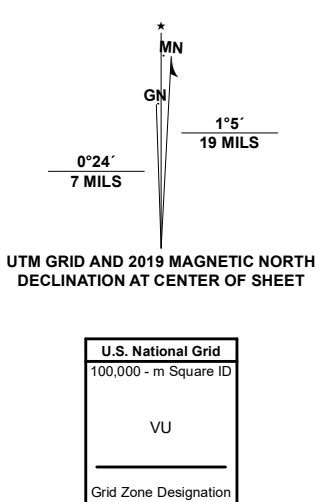 ★
MN
GN
1°5´
19 MILS
0°24´
7 MILS
UTM GRID AND 2019 MAGNETIC NORTH
DECLINATION AT CENTER OF SHEET
U.S. National Grid
100,000 - m Square ID
VU
Grid Zone Designation